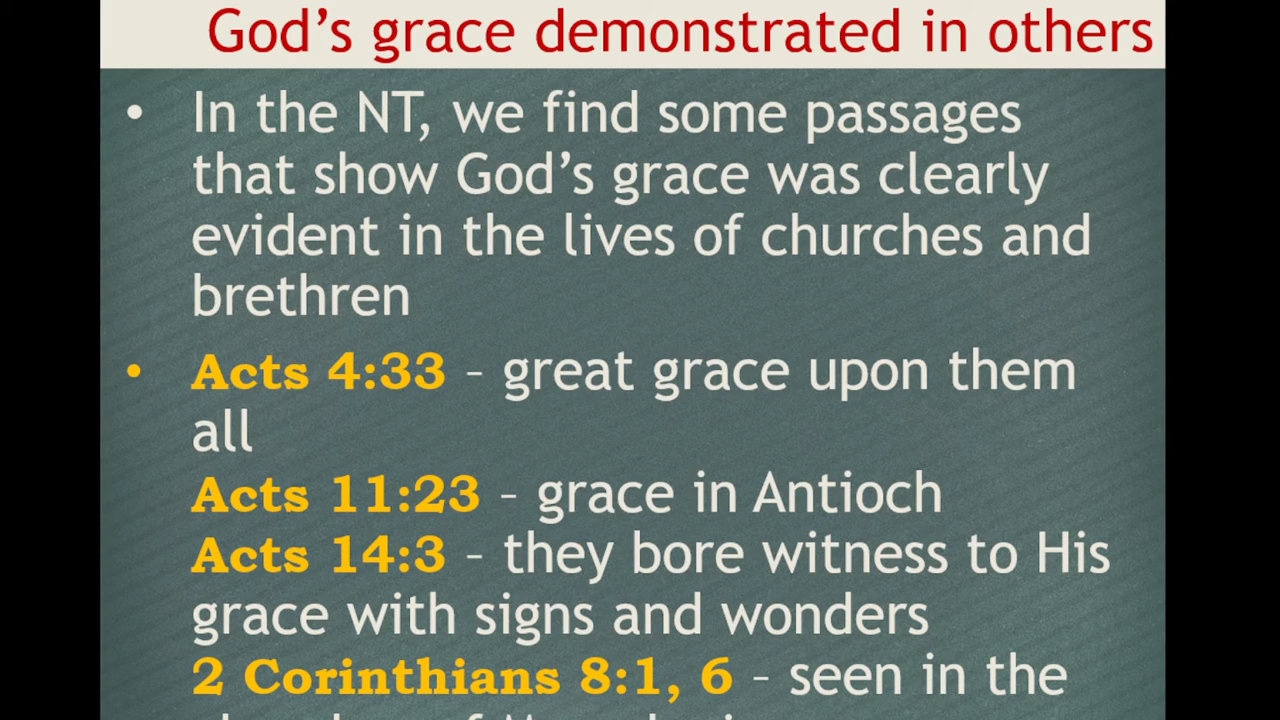 God’s grace demonstrated in others
• In the NT, we find some passages
that show God’s grace was clearly
evident in the lives of churches and
brethren
• Acts 4:33 – great grace upon them
all
Acts 11:23 – grace in Antioch
Acts 14:3 – they bore witness to His
grace with signs and wonders
2 Corinthians 8:1, 6 – seen in the